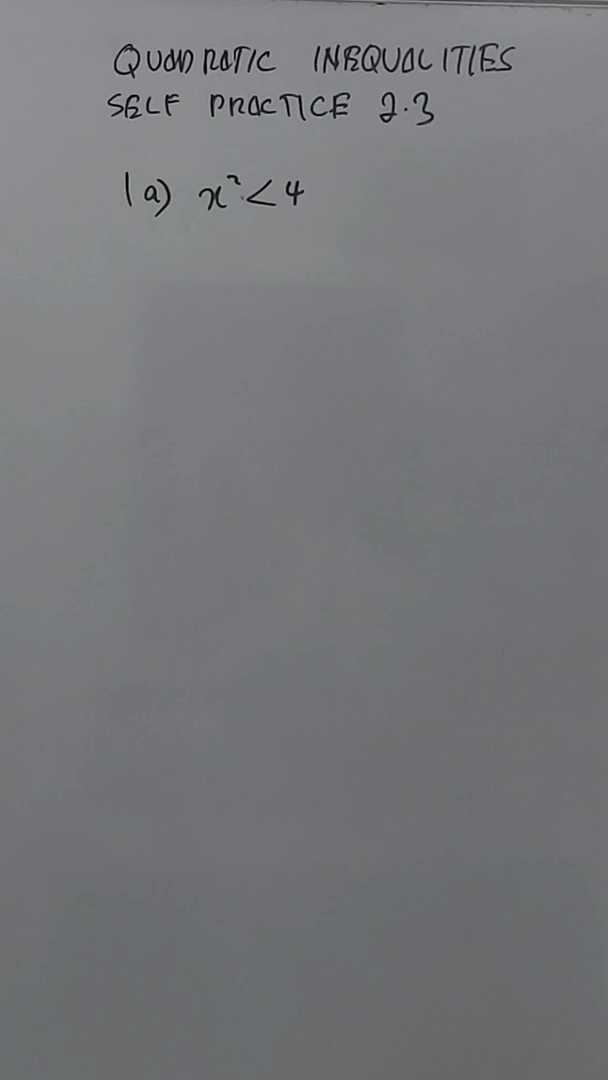 QUADRATIC INEQUALITIES
SELF PRACTICE 2.3
1a) x² < 4